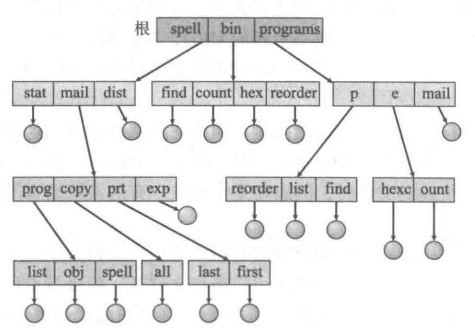 根 spell bin programs
stat mail dist find count hex reorder p e mail
prog copy prt exp reorder list find hexc ount
list obj spell all last first